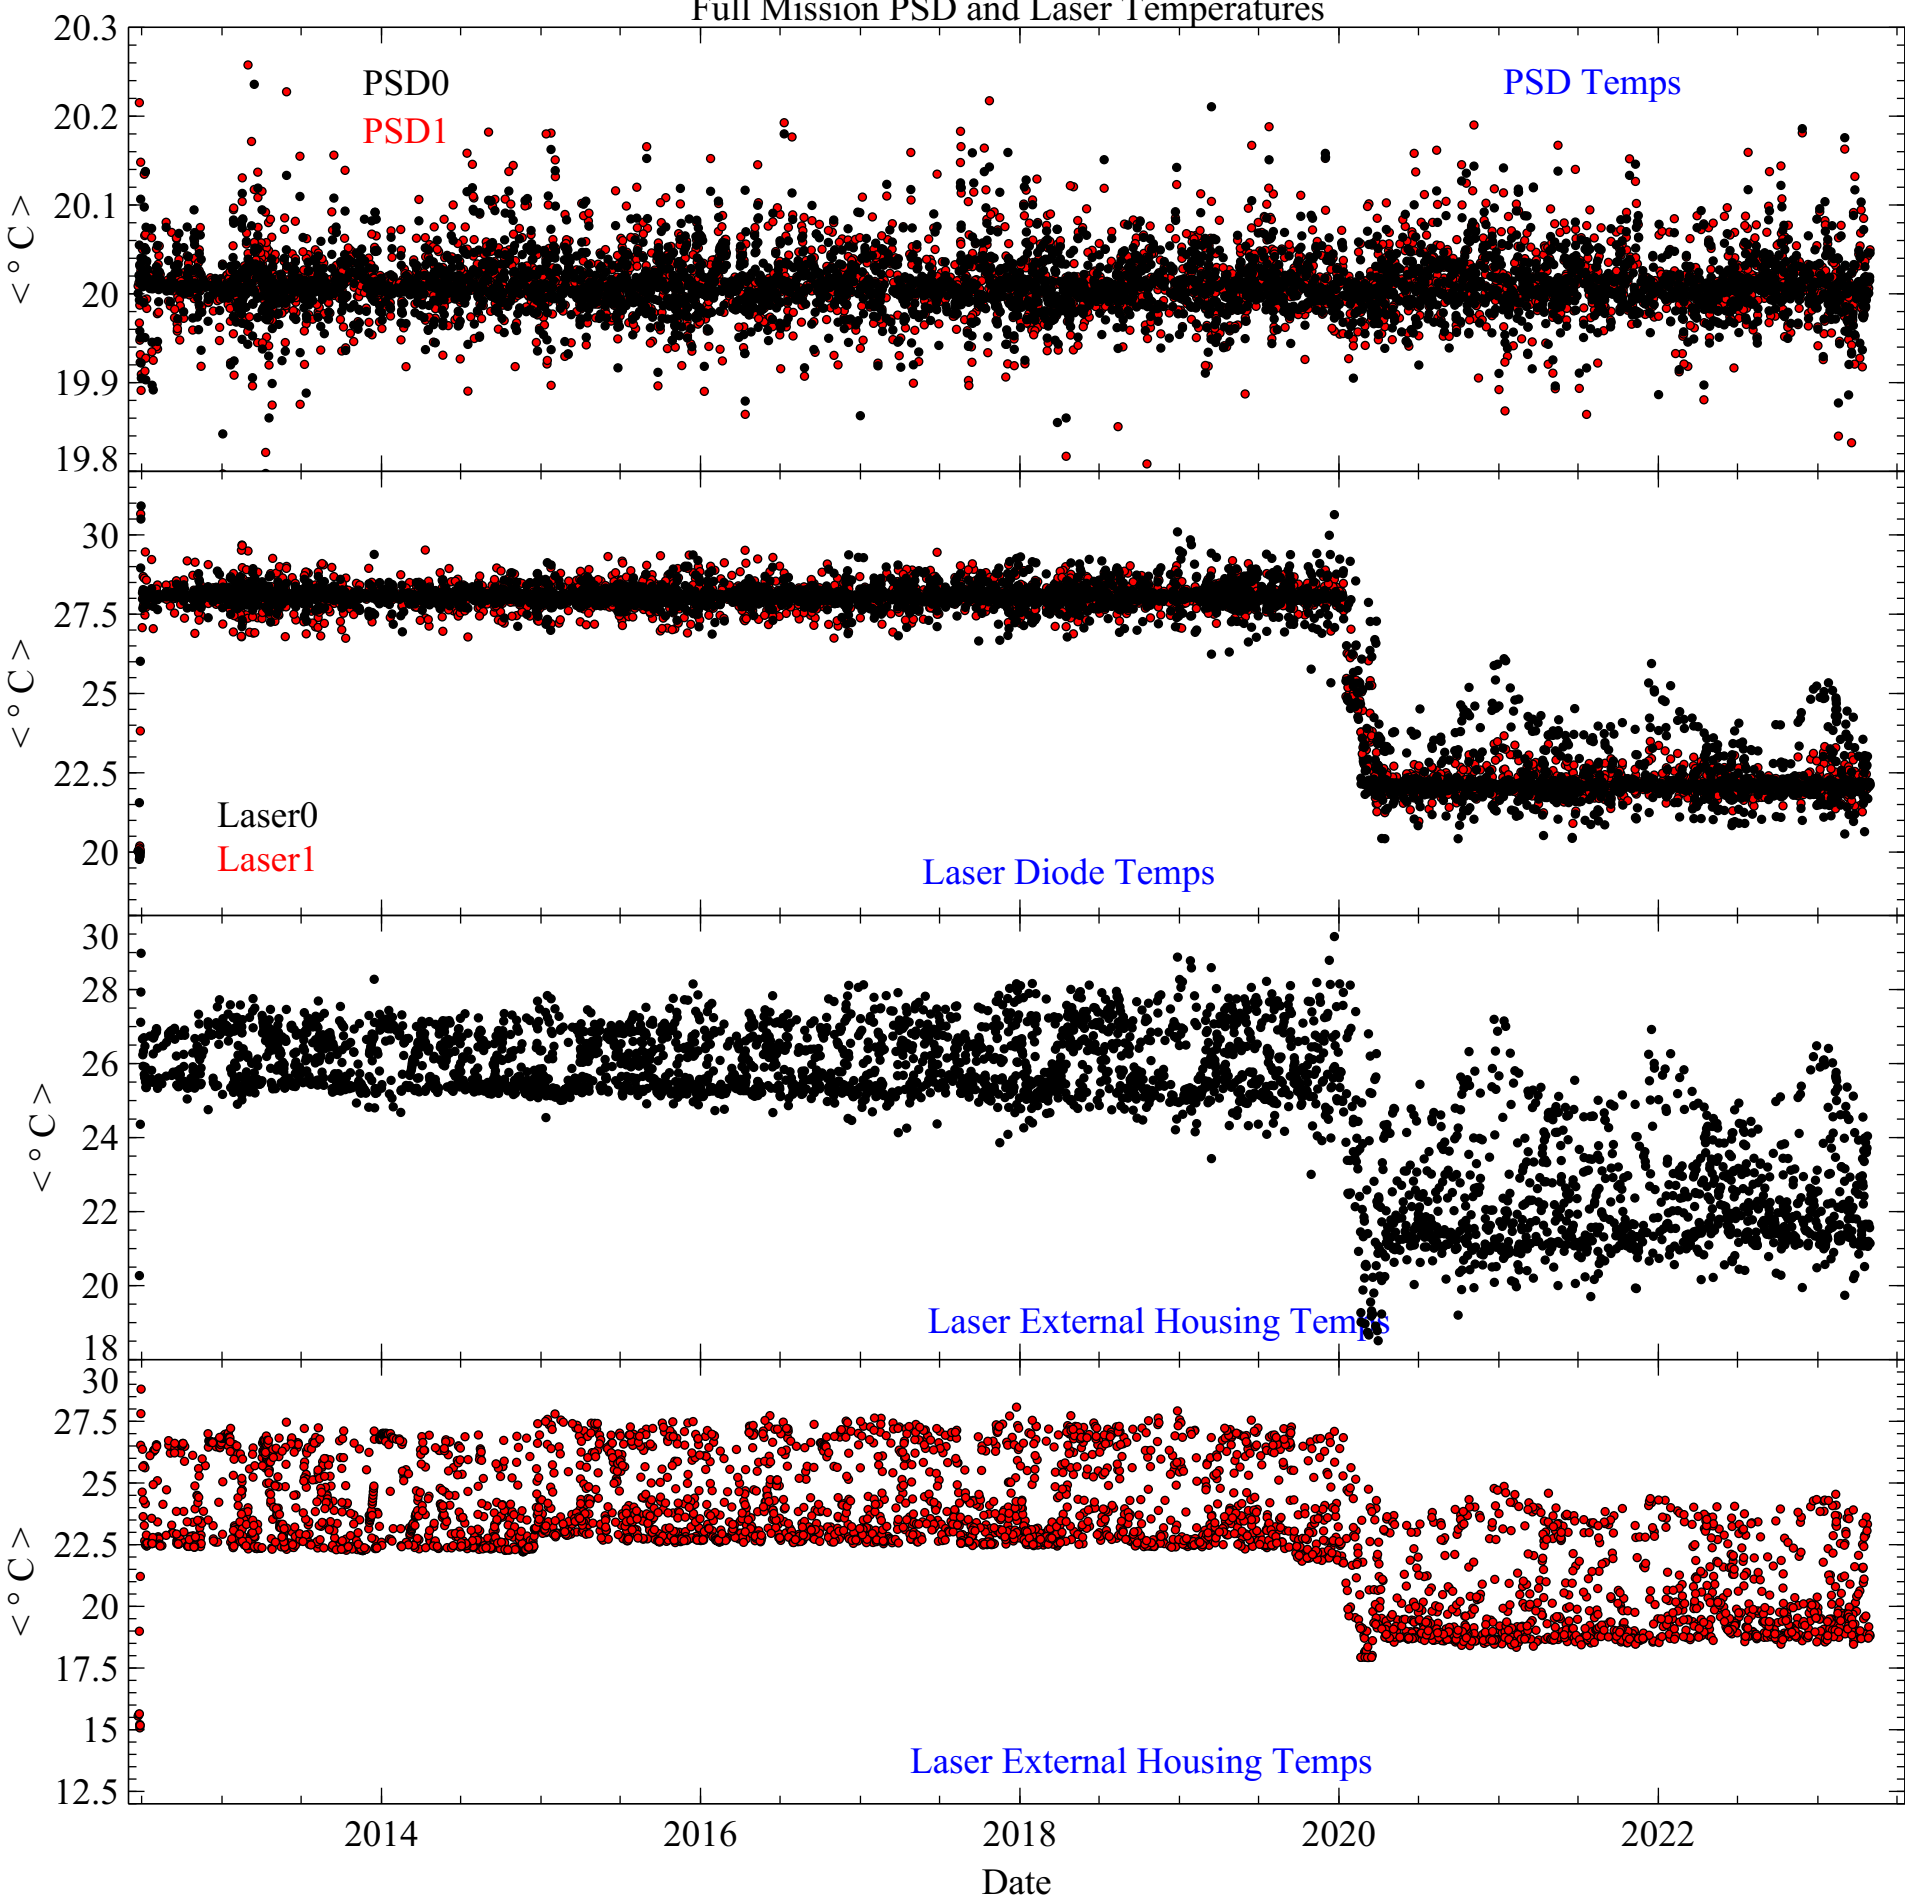 Full Mission PSD and Laser Temperatures
20.3
PSD0
PSD Temps
20.2
PSD1
20.1
<°C>
20
19.9
19.8
30
27.5
<°C>
25
22.5
Laser0
20
Laser1
Laser Diode Temps
30
28
26
<°C>
24
22
20
Laser External Housing Temps
18
30
27.5
25
22.5
<°C>
20
17.5
15
Laser External Housing Temps
12.5
2014 2016 2018 2020 2022
Date